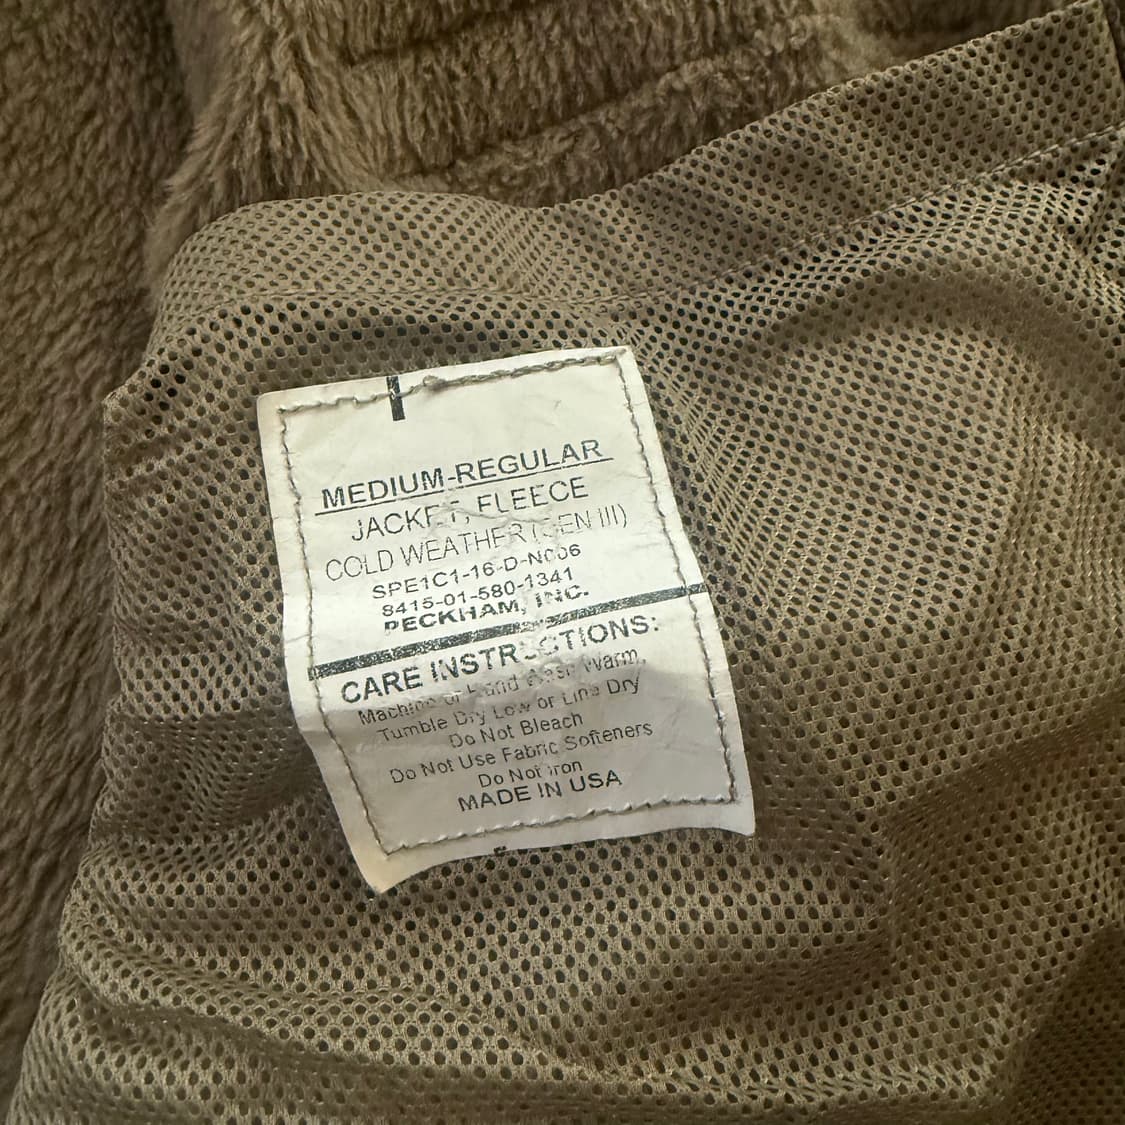 MEDIUM-REGULAR
JACKET, FLEECE
COLD WEATHER (GEN III)
SPE1C1-16-D-N006
8415-01-580-1341
PECKHAM, INC.
CARE INSTRUCTIONS:
Machine or Hand Wash Warm,
Tumble Dry Low or Line Dry
Do Not Bleach
Do Not Use Fabric Softeners
Do Not Iron
MADE IN USA